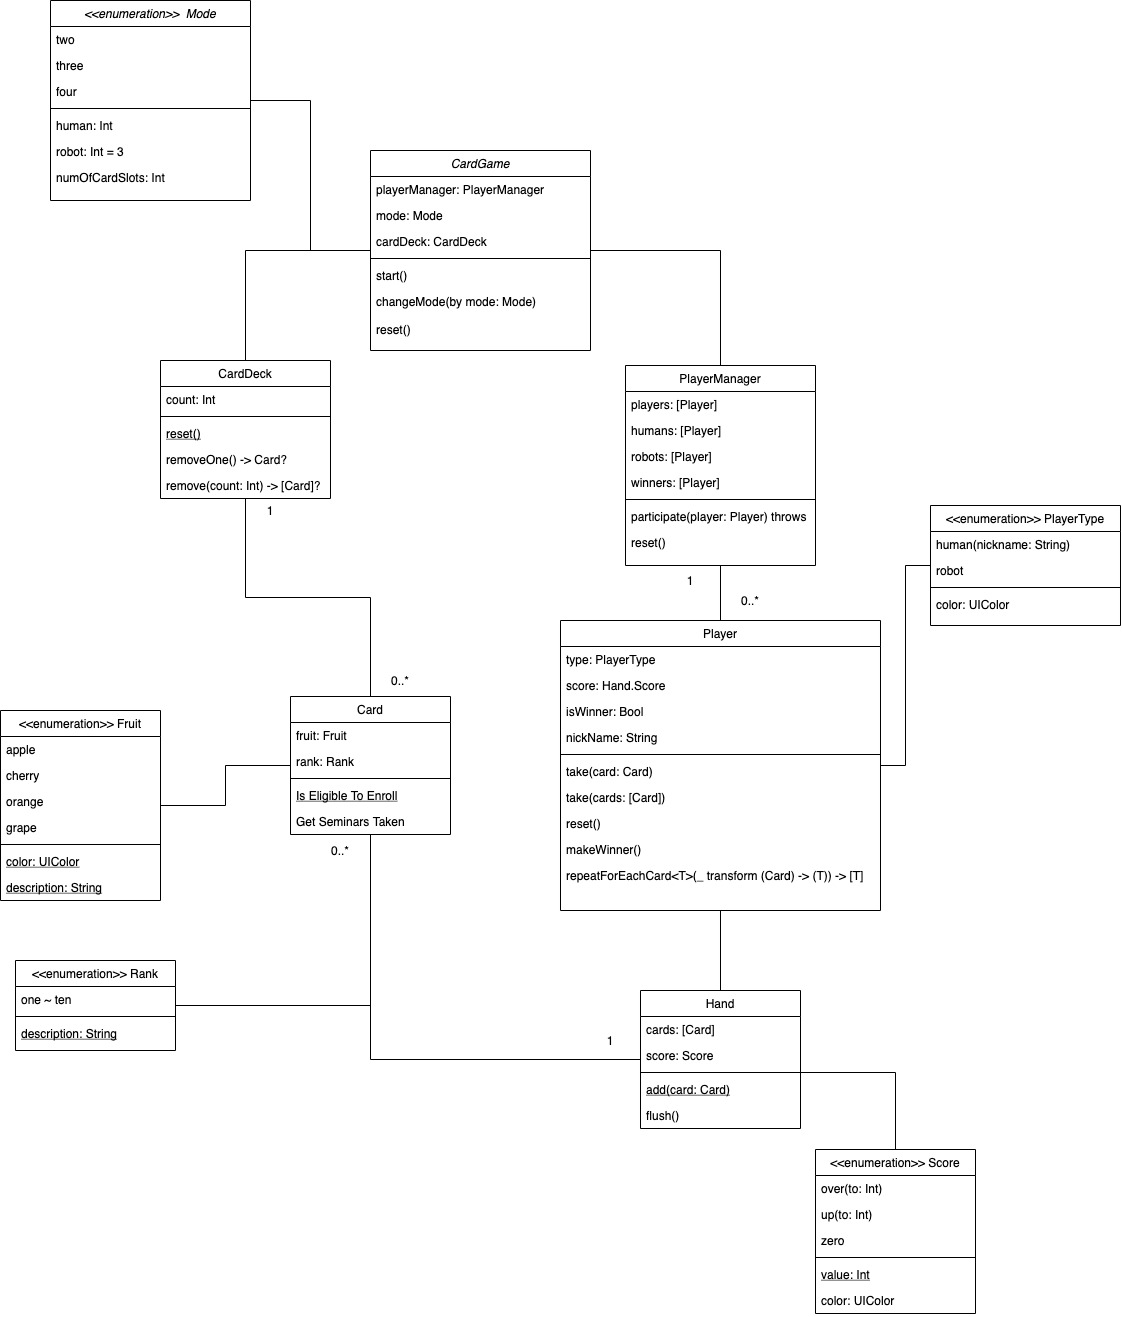 <<enumeration>> Mode
two
three
four
human: Int
robot: Int = 3
numOfCardSlots: Int
CardGame
playerManager: PlayerManager
mode: Mode
cardDeck: CardDeck
start()
changeMode(by mode: Mode)
reset()
CardDeck
count: Int
reset()
removeOne() -> Card?
remove(count: Int) -> [Card]?
1
0..*
PlayerManager
players: [Player]
humans: [Player]
robots: [Player]
winners: [Player]
participate(player: Player) throws
reset()
1
0..*
<<enumeration>> PlayerType
human(nickname: String)
robot
color: UIColor
Player
type: PlayerType
score: Hand.Score
isWinner: Bool
nickName: String
take(card: Card)
take(cards: [Card])
reset()
makeWinner()
repeatForEachCard<T>(_ transform (Card) -> (T)) -> [T]
<<enumeration>> Fruit
apple
cherry
orange
grape
color: UIColor
description: String
Card
fruit: Fruit
rank: Rank
Is Eligible To Enroll
Get Seminars Taken
0..*
<<enumeration>> Rank
one ~ ten
description: String
1
Hand
cards: [Card]
score: Score
add(card: Card)
flush()
<<enumeration>> Score
over(to: Int)
up(to: Int)
zero
value: Int
color: UIColor